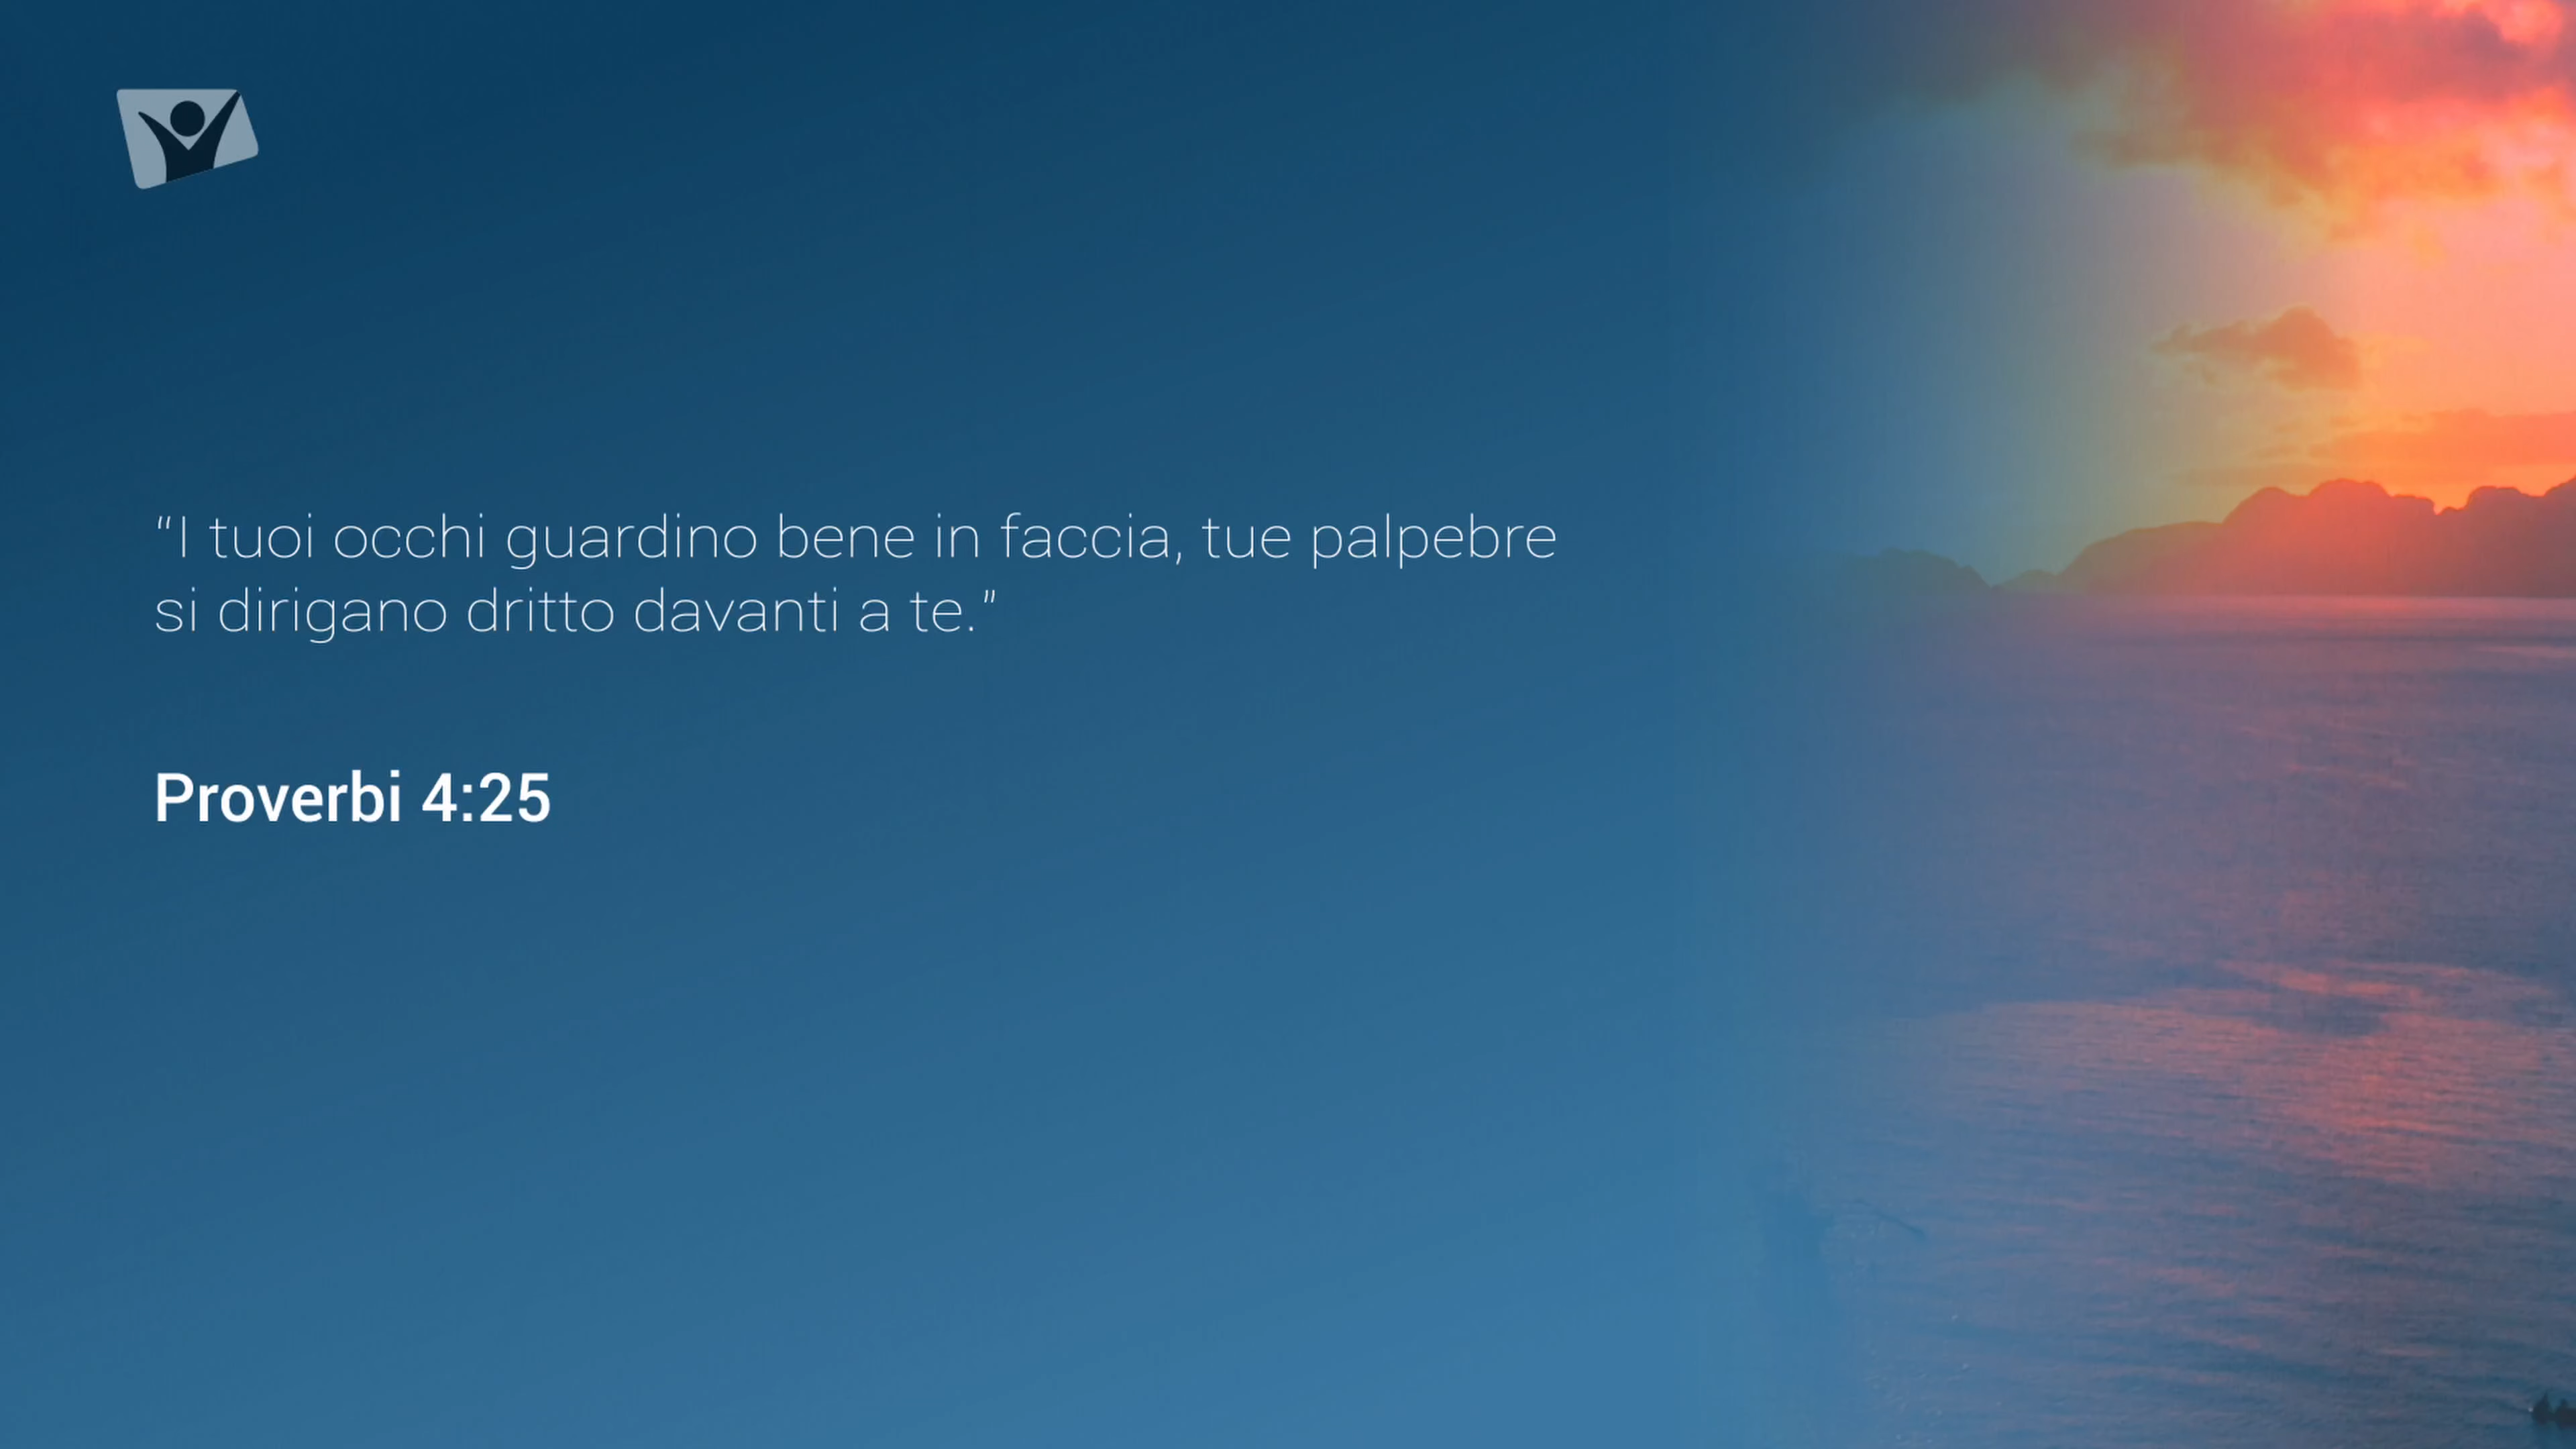 “I tuoi occhi guardino bene in faccia, tue palpebre
si dirigano dritto davanti a te.”
Proverbi 4:25